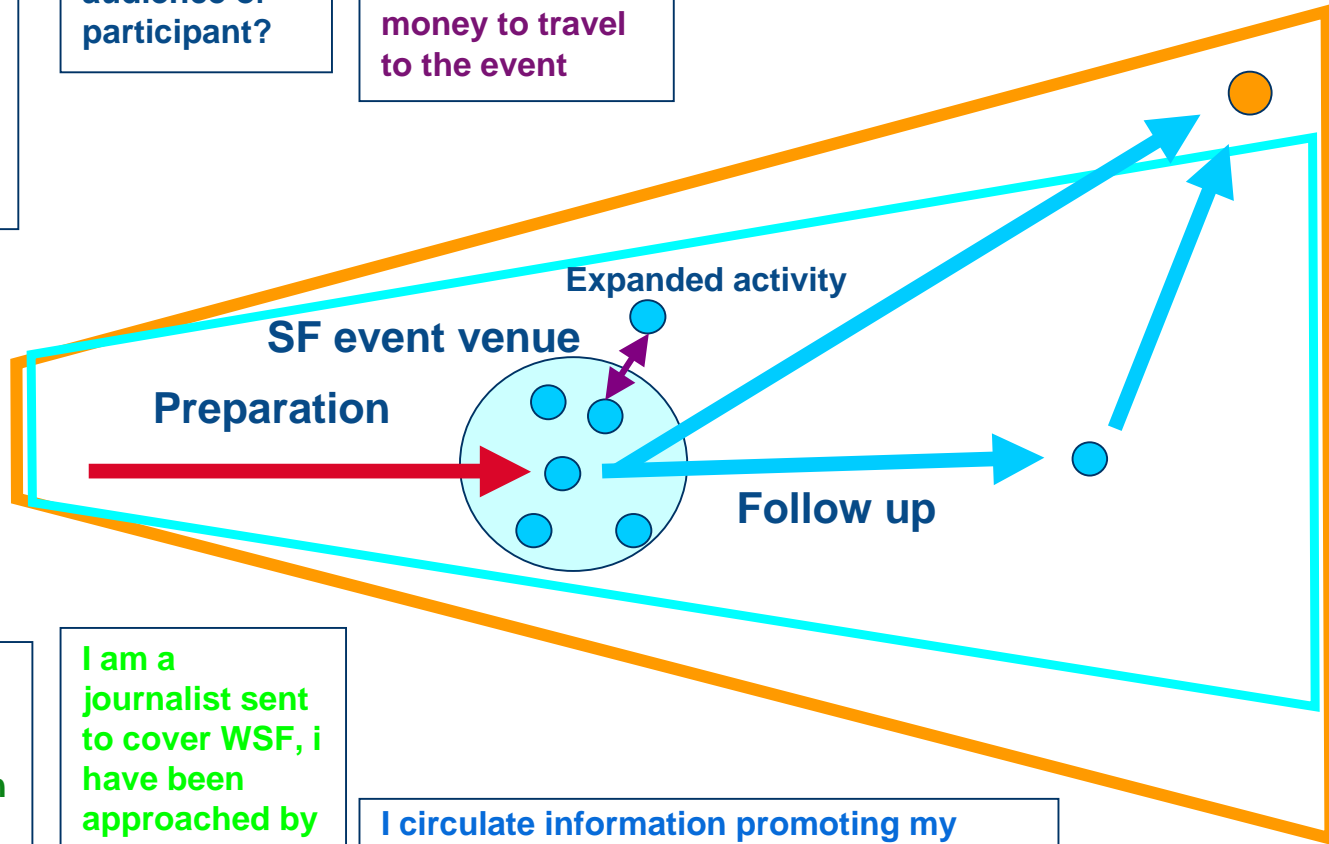 participant?
money to travel
to the event
Expanded activity
SF event venue
Preparation
Follow up
I am a
journalist sent
to cover WSF, i
have been
approached by
I circulate information promoting my